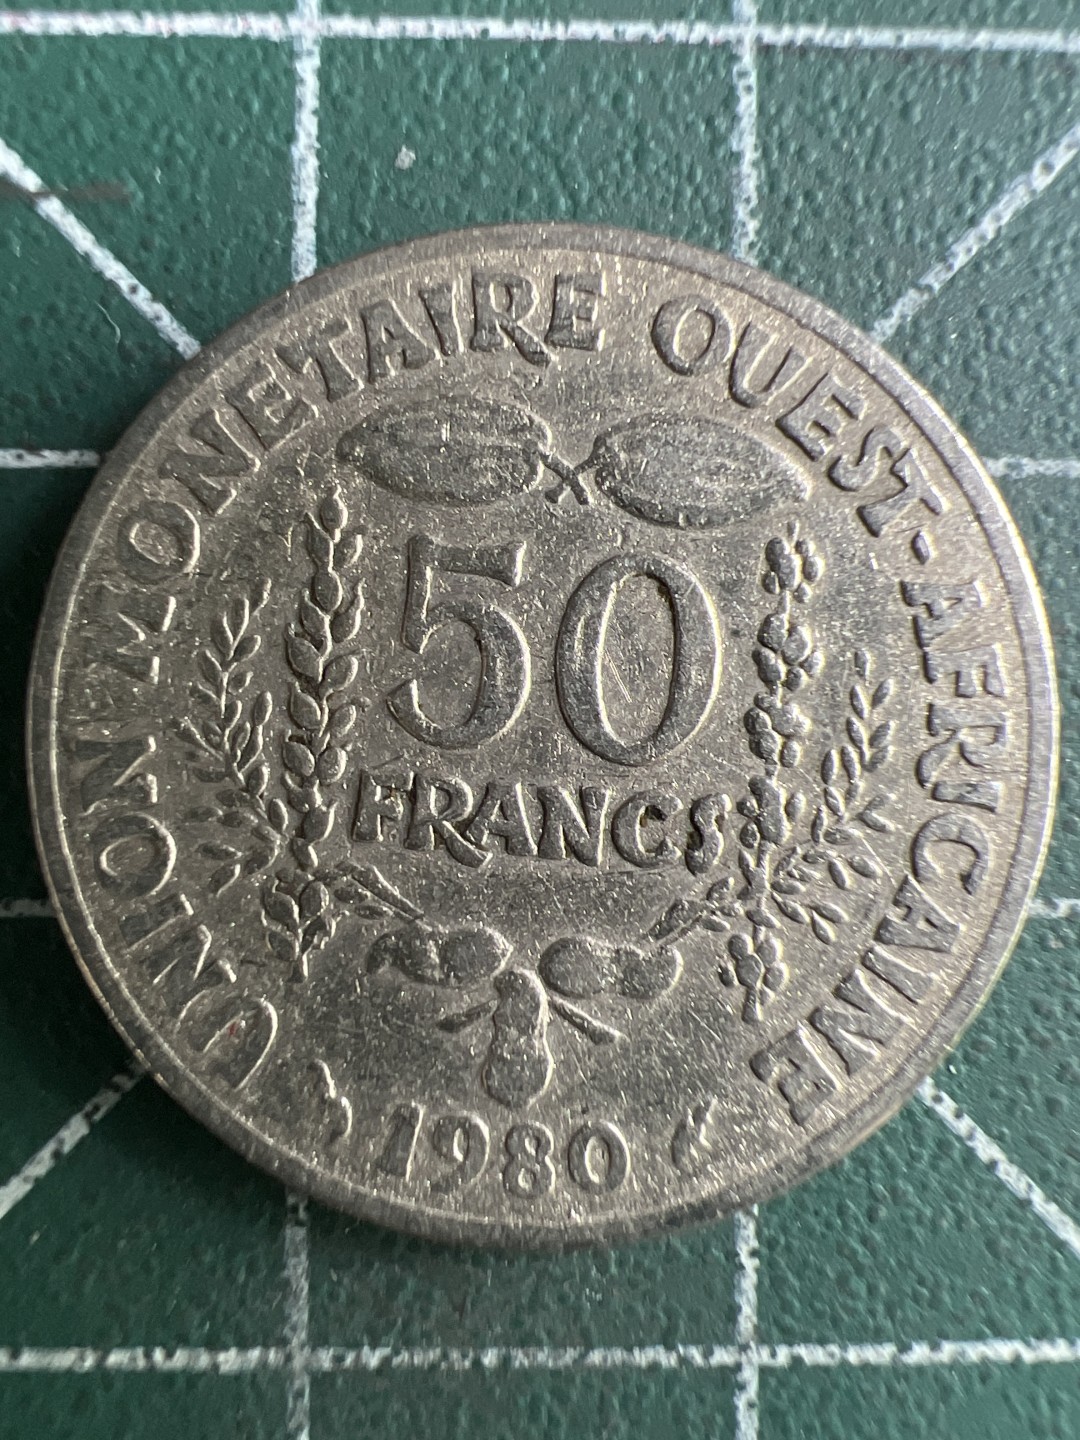 UNION MONETAIRE OUEST-AFRICAINE
50
FRANCS
1980